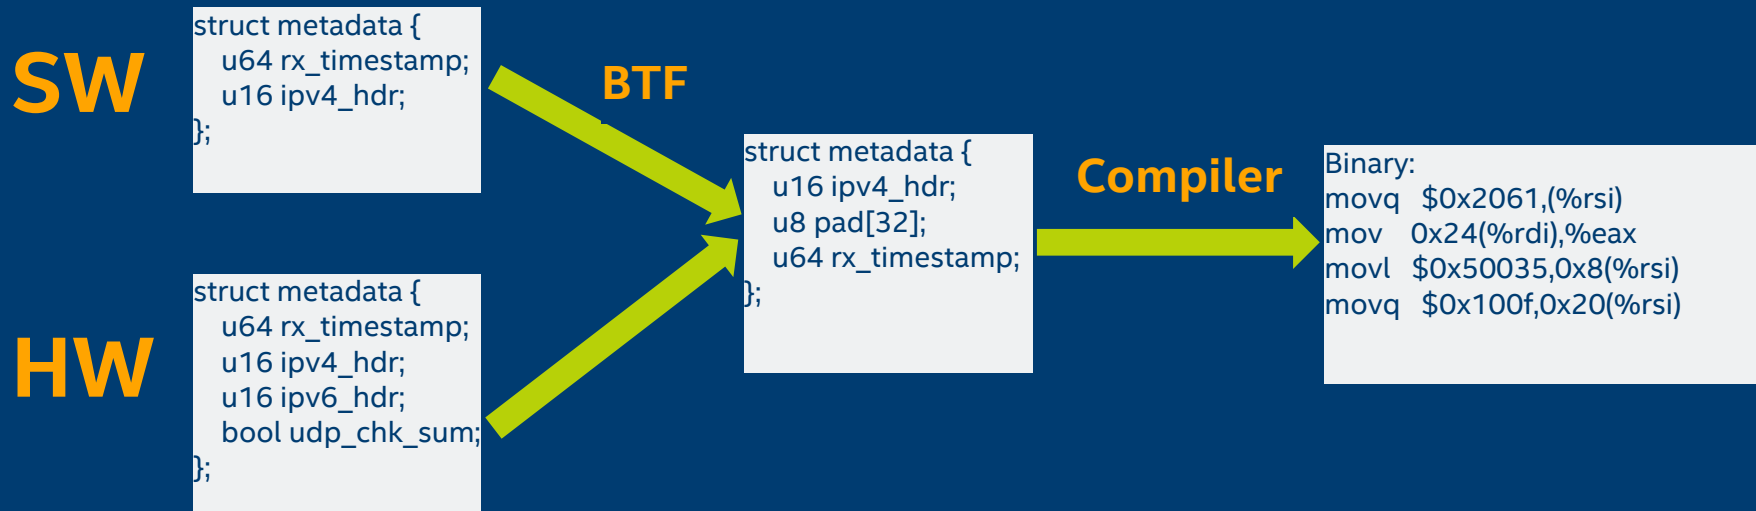 SW
struct metadata {
u64 rx_timestamp;
u16 ipv4_hdr;
};
BTF
HW
struct metadata {
u64 rx_timestamp;
u16 ipv4_hdr;
u16 ipv6_hdr;
bool udp_chk_sum;
};
struct metadata {
u16 ipv4_hdr;
u8 pad[32];
u64 rx_timestamp;
};
Compiler
Binary:
movq $0x2061,(%rsi)
mov 0x24(%rdi),%eax
movl $0x50035,0x8(%rsi)
movq $0x100f,0x20(%rsi)